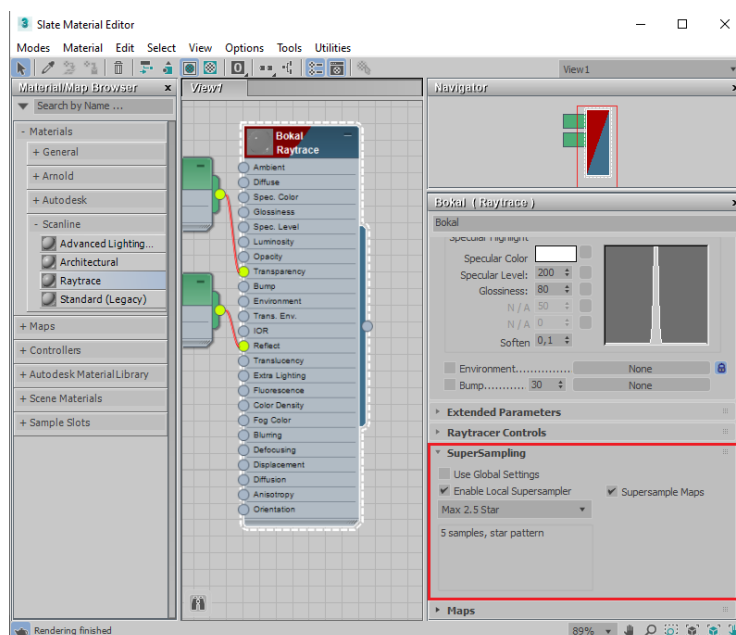 3 Slate Material Editor
Modes Material Edit Select View Options Tools Utilities
0
View1
Material/Map Browser x
Search by Name ...
- Materials
+ General
+ Arnold
+ Autodesk
- Scanline
Advanced Lighting...
Architectural
Raytrace
Standard (Legacy)
+ Maps
+ Controllers
+ Autodesk Material Library
+ Scene Materials
+ Sample Slots
View1
Bokal
Raytrace
Ambient
Diffuse
Spec. Color
Glossiness
Spec. Level
Luminosity
Opacity
Transparency
Bump
Environment
Trans. Env.
IOR
Reflect
Translucency
Extra Lighting
Fluorescence
Color Density
Fog Color
Blurring
Defocusing
Displacement
Diffusion
Anisotropy
Orientation
Navigator
Bokal ( Raytrace )
Bokal
Specular Highlight
Specular Color
Specular Level: 200
Glossiness: 80
N / A 50
N / A 0
Soften 0,1
Environment............... None
Bump........... 30 None
Extended Parameters
Raytracer Controls
SuperSampling
Use Global Settings
Enable Local Supersampler Supersample Maps
Max 2.5 Star
5 samples, star pattern
Maps
Rendering finished
89%